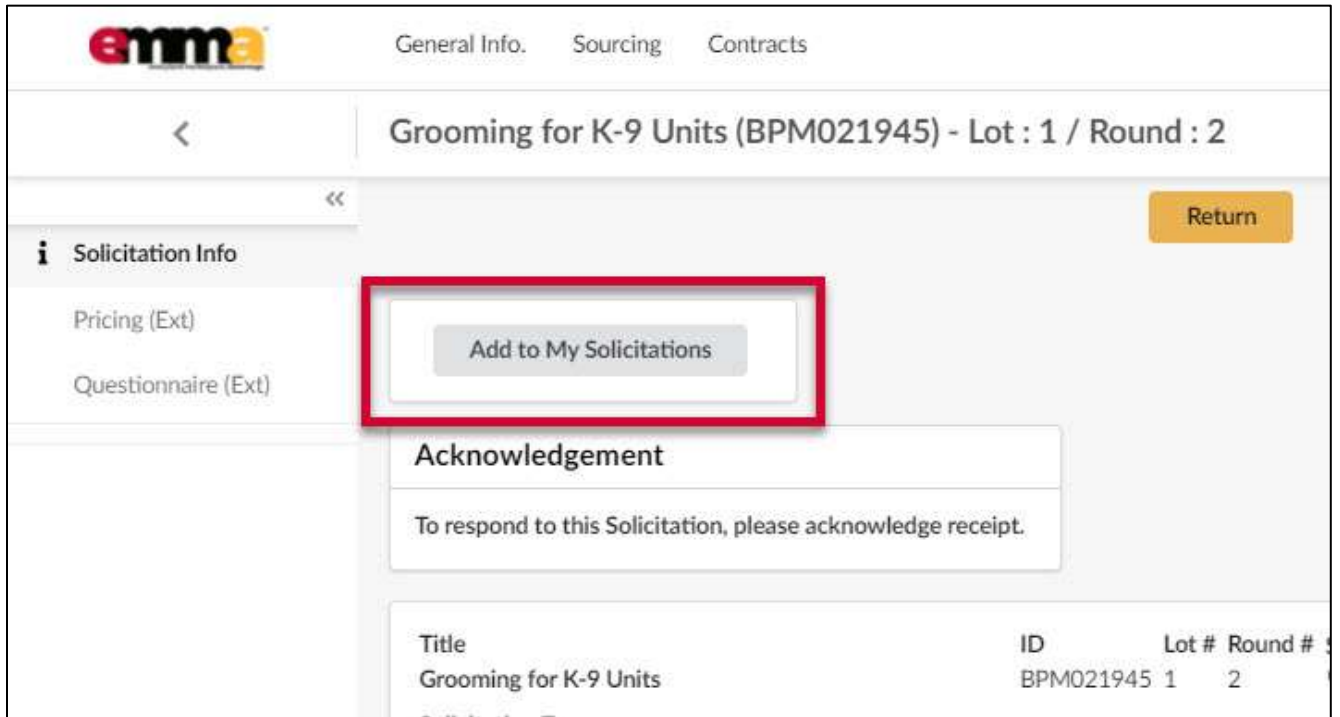 emma
General Info. Sourcing Contracts
Grooming for K-9 Units (BPM021945) - Lot : 1 / Round : 2
Return
Solicitation Info
Pricing (Ext)
Questionnaire (Ext)
Add to My Solicitations
Acknowledgement
To respond to this Solicitation, please acknowledge receipt.
Title ID Lot # Round #
Grooming for K-9 Units BPM021945 1 2